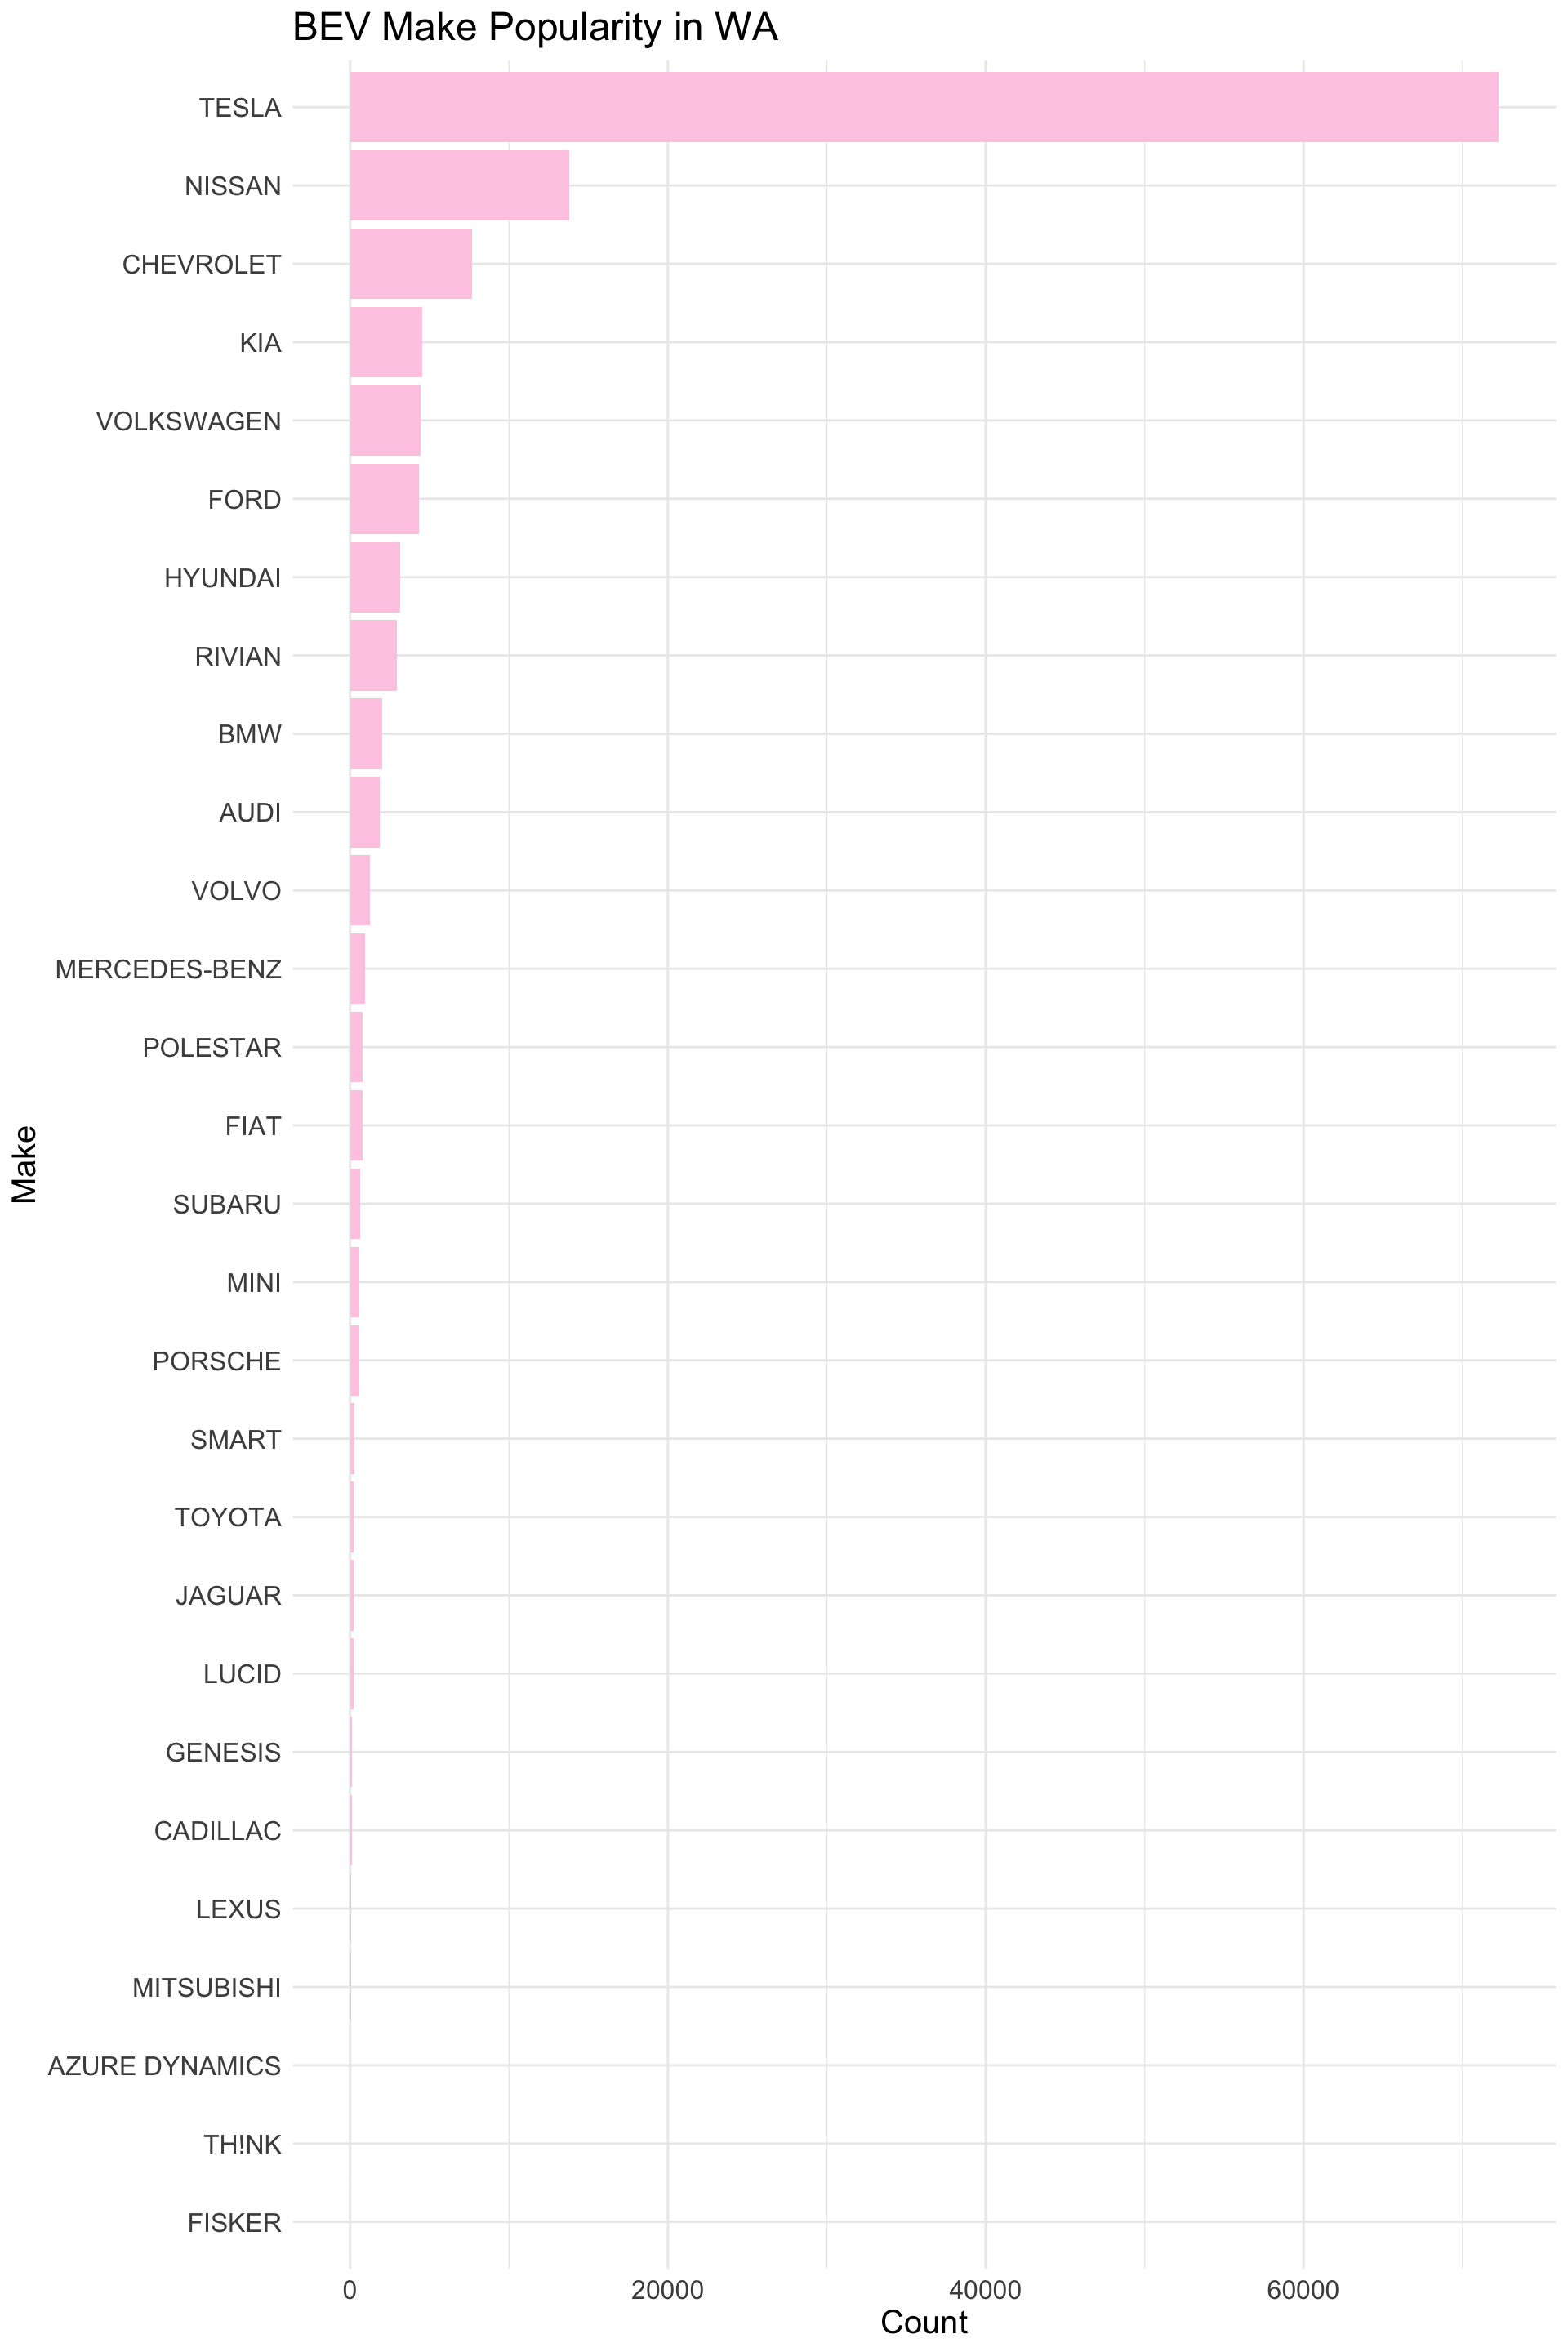 BEV Make Popularity in WA
TESLA
NISSAN
CHEVROLET
KIA
VOLKSWAGEN
FORD
HYUNDAI
RIVIAN
BMW
AUDI
VOLVO
MERCEDES-BENZ
POLESTAR
FIAT
SUBARU
MINI
PORSCHE
SMART
TOYOTA
JAGUAR
LUCID
GENESIS
CADILLAC
LEXUS
MITSUBISHI
AZURE DYNAMICS
TH!NK
FISKER
Make
0 20000 40000 60000
Count